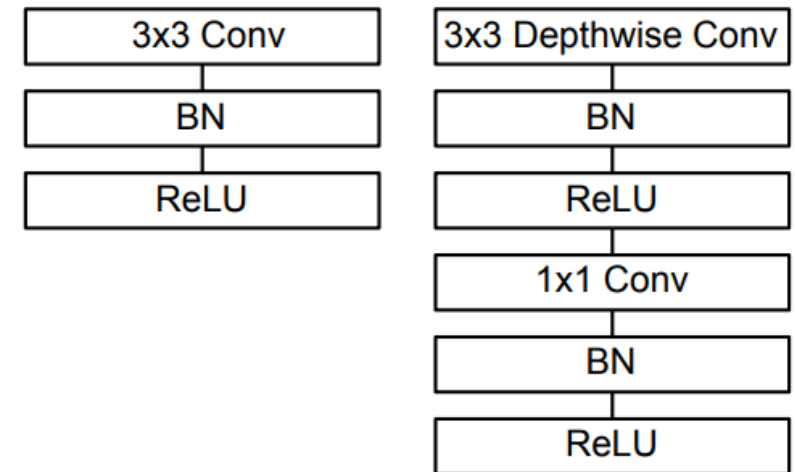 3x3 Conv
BN
ReLU
3x3 Depthwise Conv
BN
ReLU
1x1 Conv
BN
ReLU